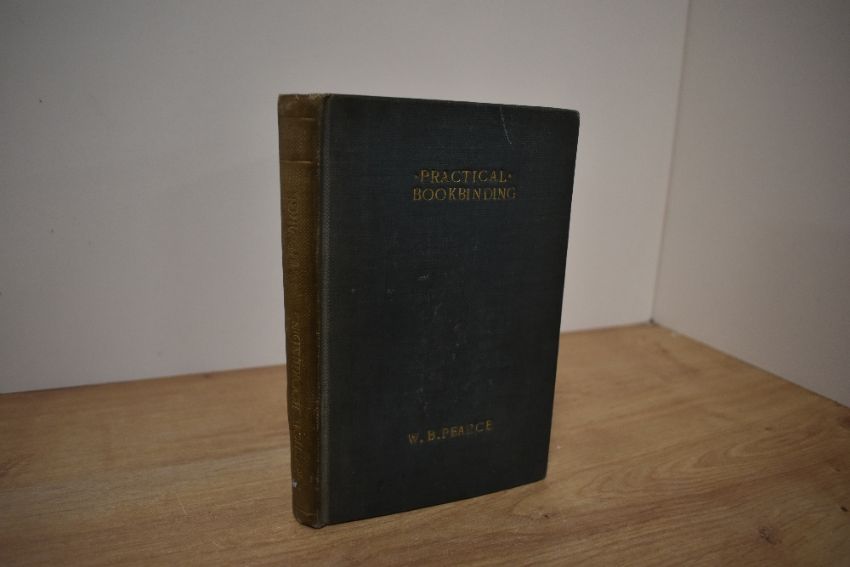 ·PRACTICAL·
BOOKBINDING
W. B. PEARCE